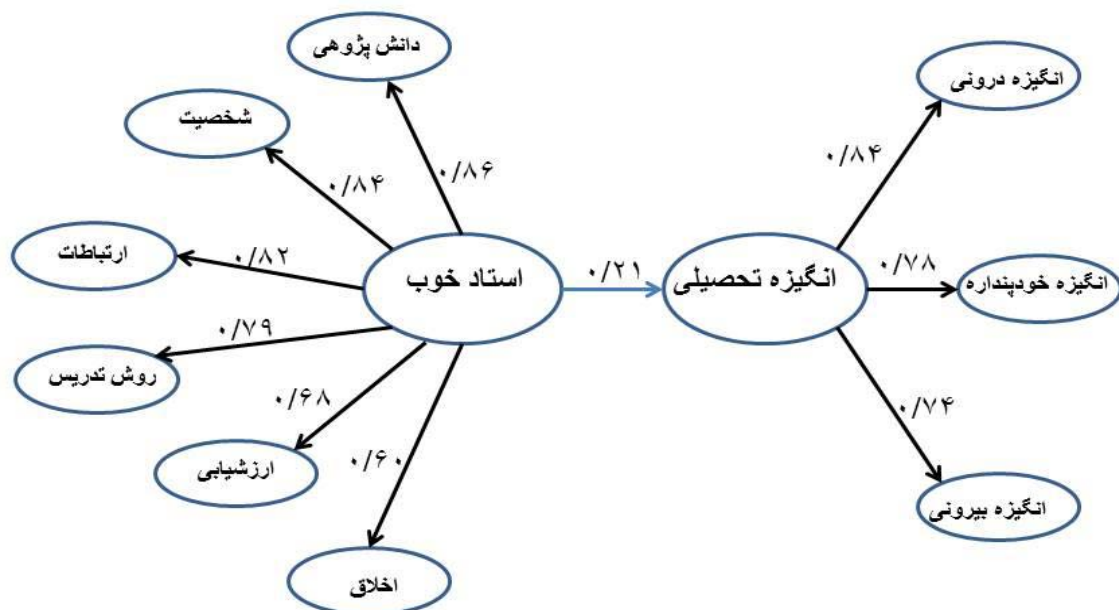 دانش پژوهی
انگیزه درونی
شخصیت
۰/۸۶
۰/۸۴
۰/۸۴
ارتباطات
۰/۸۲
استاد خوب
۰/۲۱
انگیزه تحصیلی
۰/۷۸
انگیزه خودپنداره
۰/۷۹
روش تدریس
۰/۶۸
۰/۷۴
ارزشیابی
۰/۶۰
انگیزه بیرونی
اخلاق